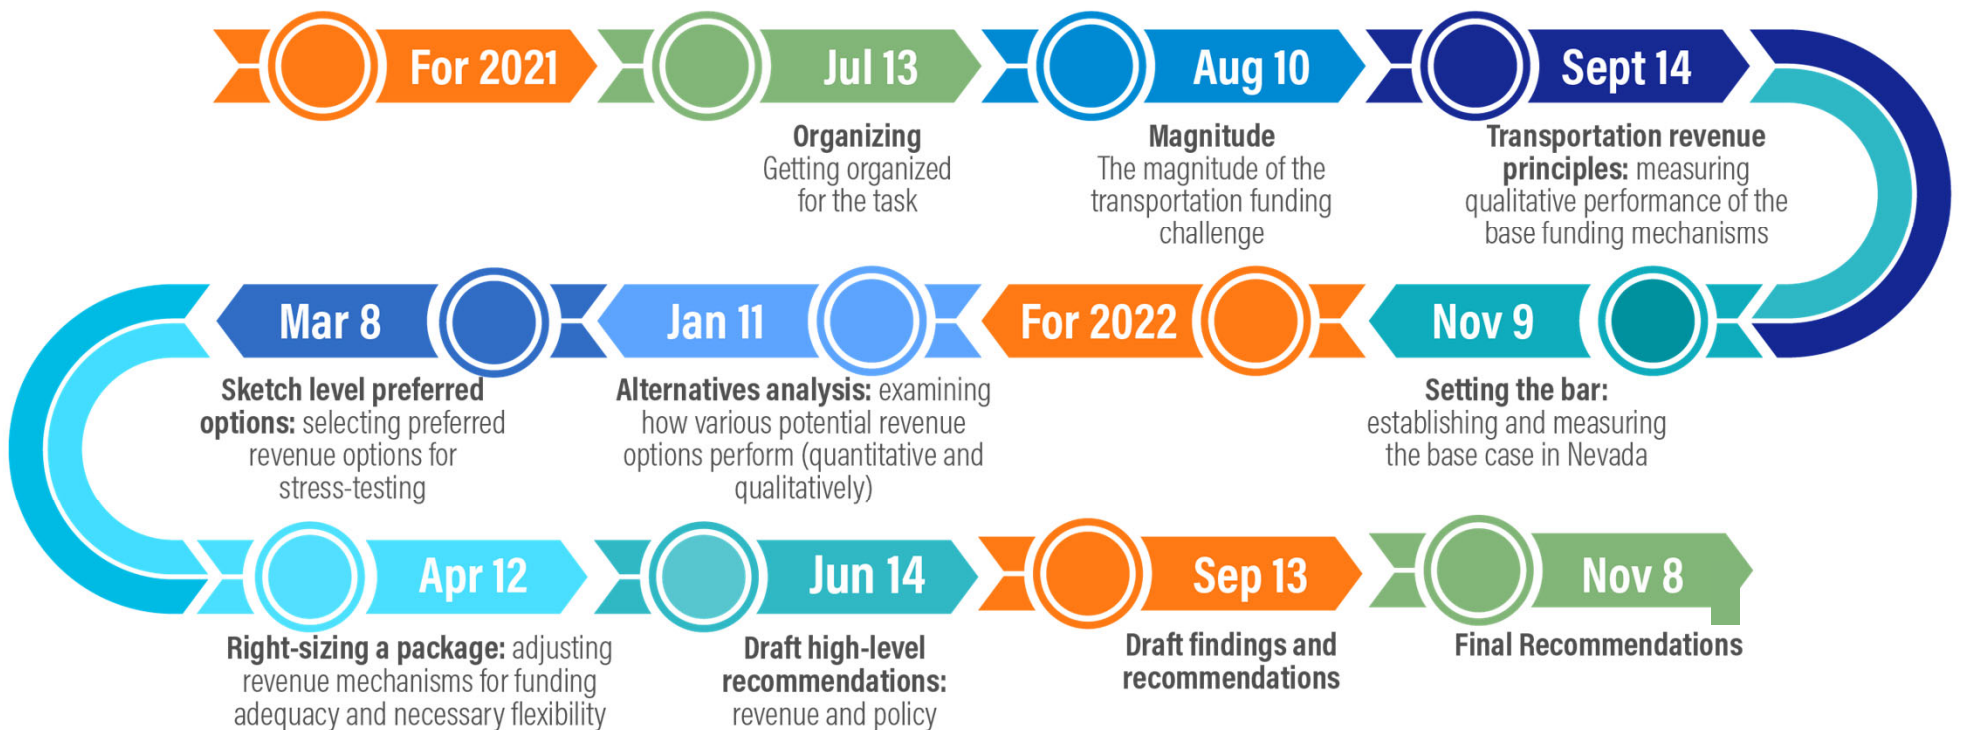 For 2021
Jul 13
Organizing
Getting organized
for the task
Aug 10
Magnitude
The magnitude of the
transportation funding
challenge
Sept 14
Transportation revenue
principles: measuring
qualitative performance of the
base funding mechanisms
Nov 9
Setting the bar:
establishing and measuring
the base case in Nevada
For 2022
Jan 11
Alternatives analysis: examining
how various potential revenue
options perform (quantitative and
qualitatively)
Mar 8
Sketch level preferred
options: selecting preferred
revenue options for
stress-testing
Apr 12
Right-sizing a package: adjusting
revenue mechanisms for funding
adequacy and necessary flexibility
Jun 14
Draft high-level
recommendations:
revenue and policy
Sep 13
Draft findings and
recommendations
Nov 8
Final Recommendations